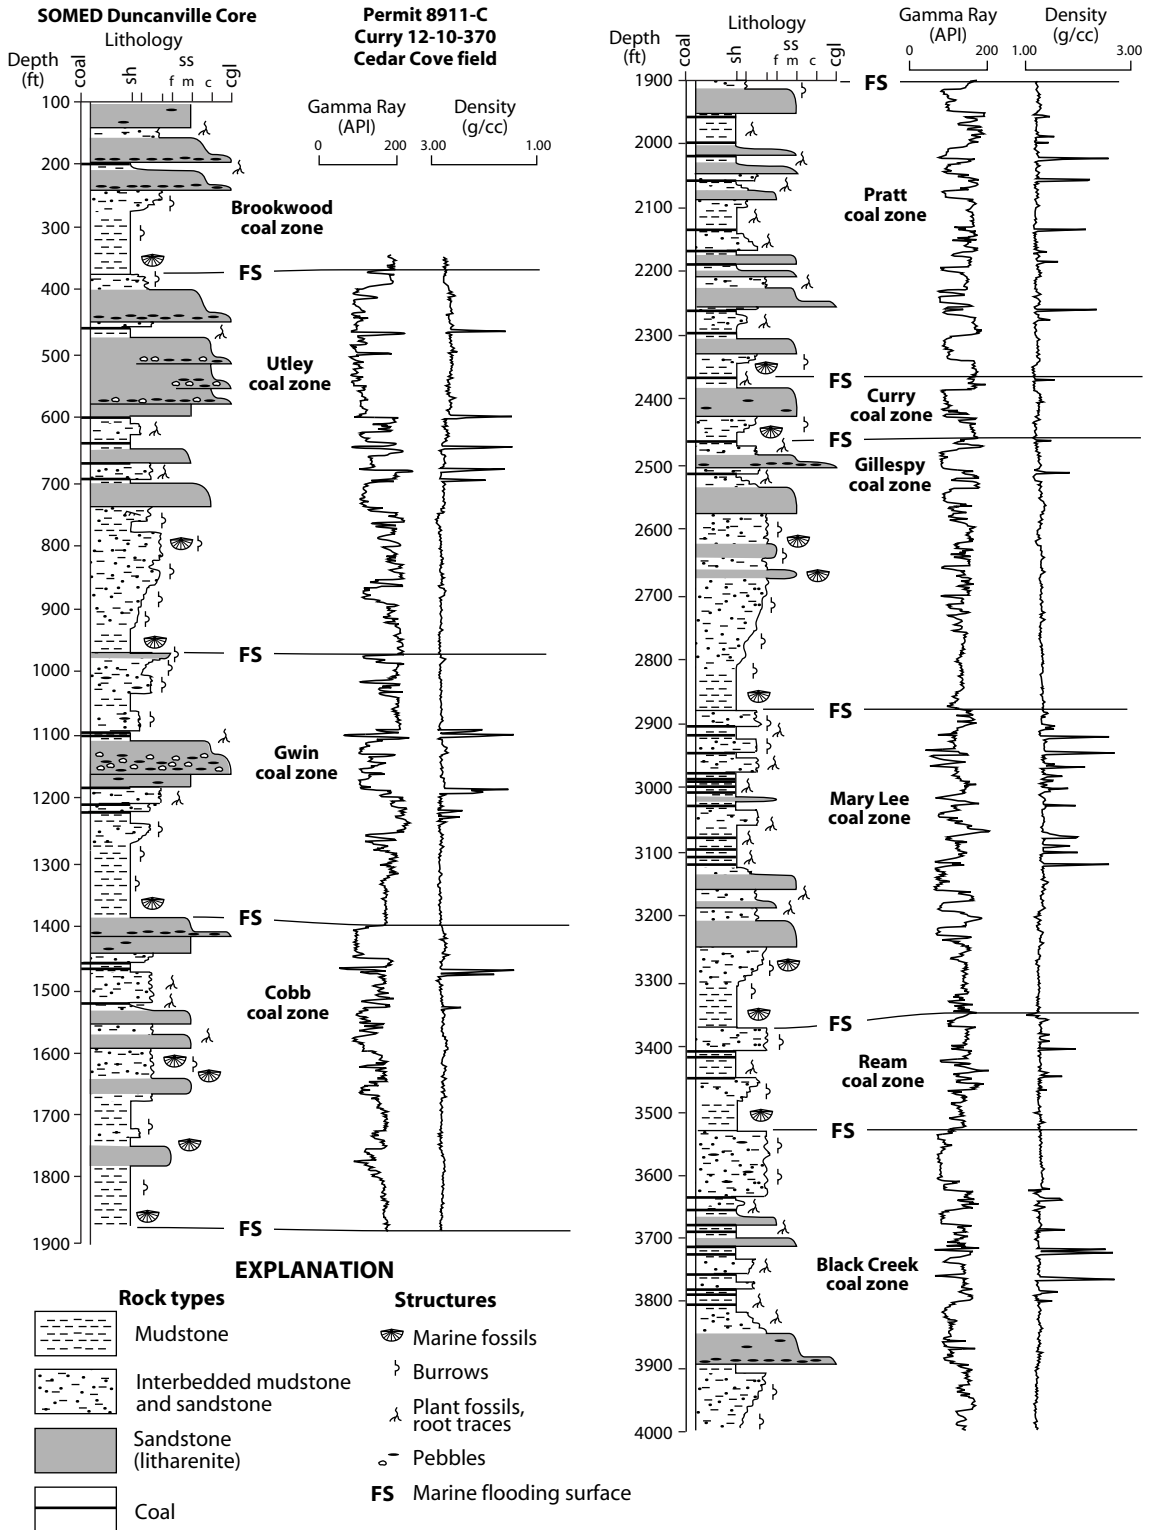 SOMED Duncanville Core
Lithology
Depth
(ft)
coal
sh
ss
f m c
cgl
Permit 8911-C
Curry 12-10-370
Cedar Cove field
Gamma Ray
(API)
0 200
Density
(g/cc)
3.00 1.00
100
200
300
400
500
600
700
800
900
1000
1100
1200
1300
1400
1500
1600
1700
1800
1900
Brookwood
coal zone
FS
Utley
coal zone
FS
Gwin
coal zone
FS
Cobb
coal zone
FS
Lithology
Depth
(ft)
coal
sh
ss
f m c
cgl
Gamma Ray
(API)
0 200
Density
(g/cc)
1.00 3.00
1900
2000
2100
2200
2300
2400
2500
2600
2700
2800
2900
3000
3100
3200
3300
3400
3500
3600
3700
3800
3900
4000
FS
Pratt
coal zone
FS
Curry
coal zone
FS
Gillespy
coal zone
FS
Mary Lee
coal zone
FS
Ream
coal zone
FS
Black Creek
coal zone
EXPLANATION
Rock types
Mudstone
Interbedded mudstone
and sandstone
Sandstone
(litharenite)
Coal
Structures
Marine fossils
Burrows
Plant fossils,
root traces
Pebbles
FS Marine flooding surface